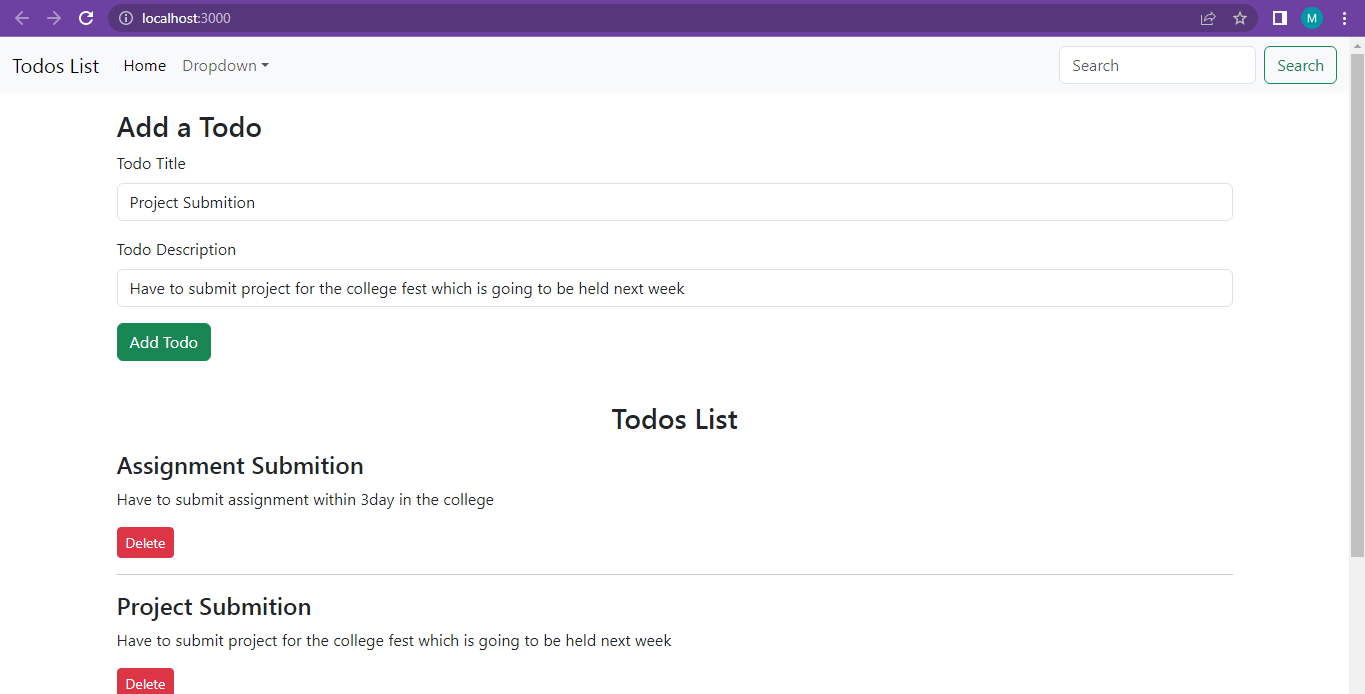 localhost:3000
M
Todos List Home Dropdown Search Search
Add a Todo
Todo Title
Project Submition
Todo Description
Have to submit project for the college fest which is going to be held next week
Add Todo
Todos List
Assignment Submition
Have to submit assignment within 3day in the college
Delete
Project Submition
Have to submit project for the college fest which is going to be held next week
Delete